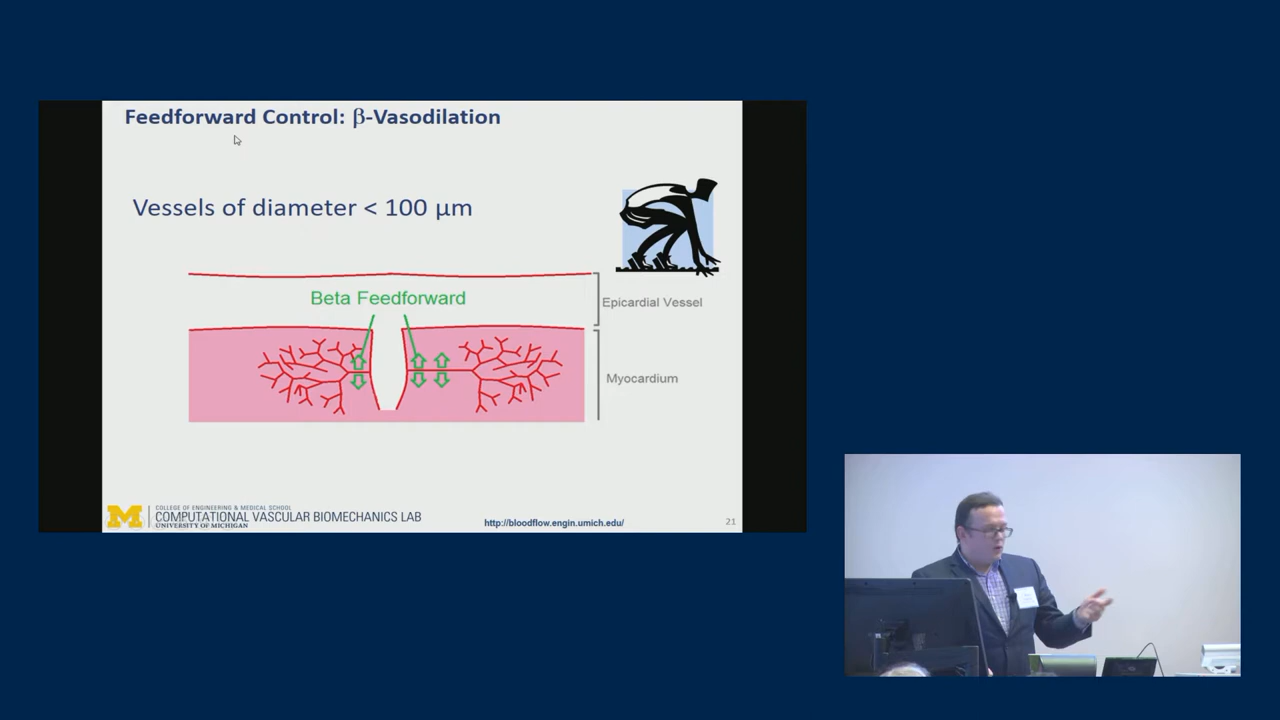 Feedforward Control: β-Vasodilation
Vessels of diameter < 100 μm
Beta Feedforward
Epicardial Vessel
Myocardium
M
COLLEGE OF ENGINEERING & MEDICAL SCHOOL
COMPUTATIONAL VASCULAR BIOMECHANICS LAB
UNIVERSITY OF MICHIGAN
http://bloodflow.engin.umich.edu/
21